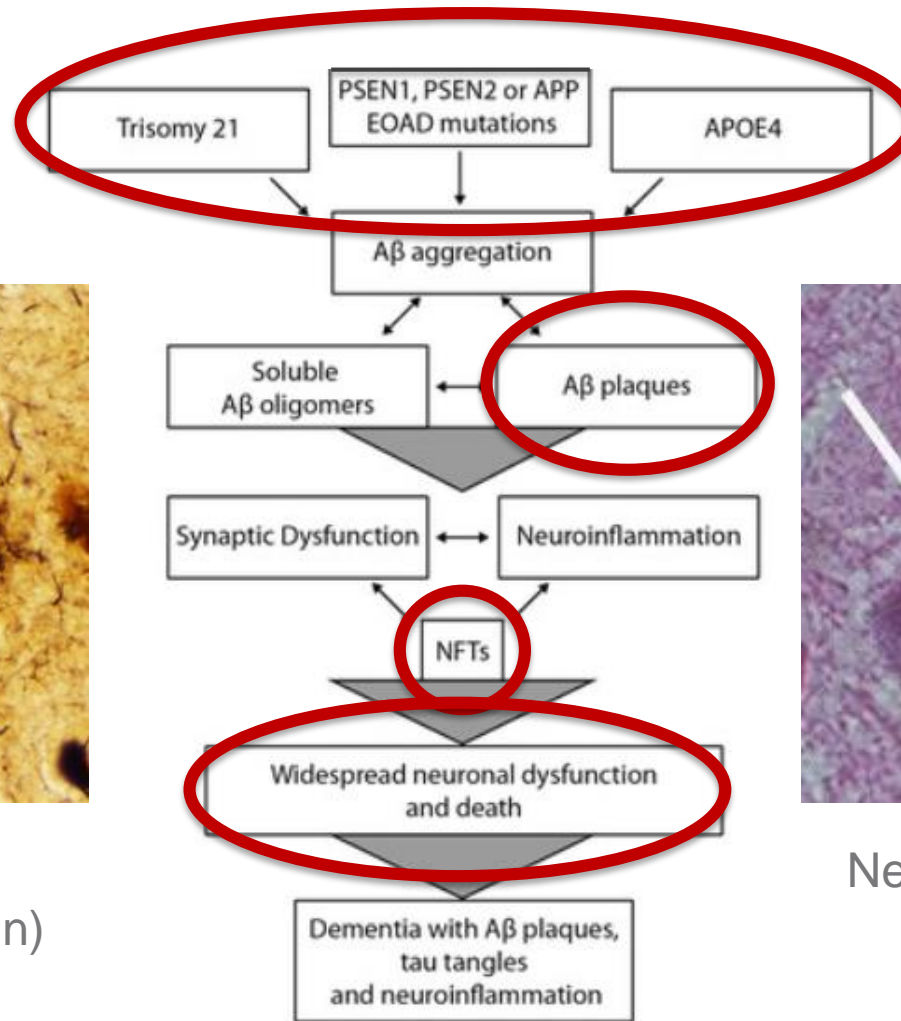 Trisomy 21
PSEN1, PSEN2 or APP
EOAD mutations
APOE4
Aβ aggregation
Soluble
Aβ oligomers
Aβ plaques
Synaptic Dysfunction
Neuroinflammation
NFTs
Widespread neuronal dysfunction
and death
Ne
n)
Dementia with Aβ plaques,
tau tangles
and neuroinflammation